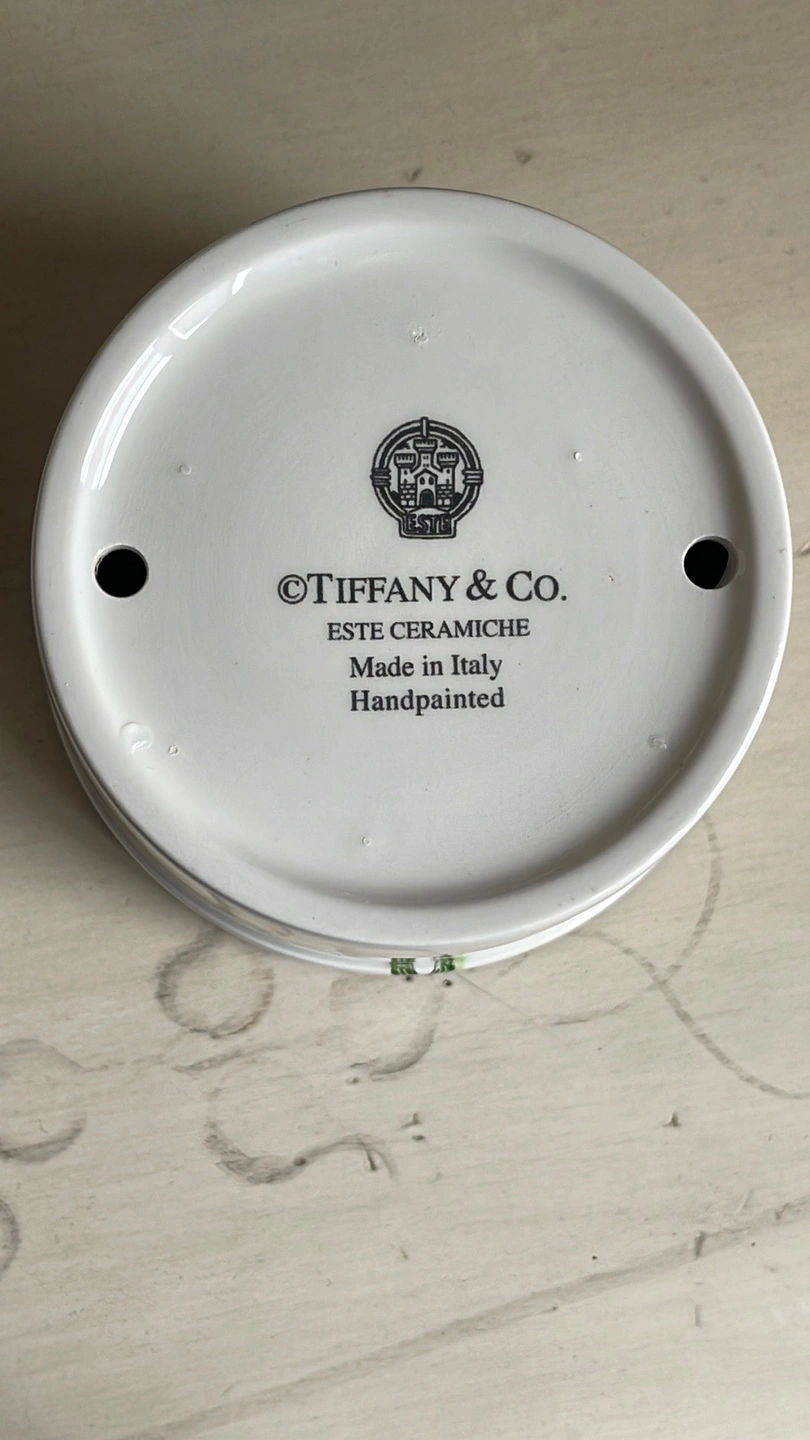 ESTE
©TIFFANY & CO.
ESTE CERAMICHE
Made in Italy
Handpainted